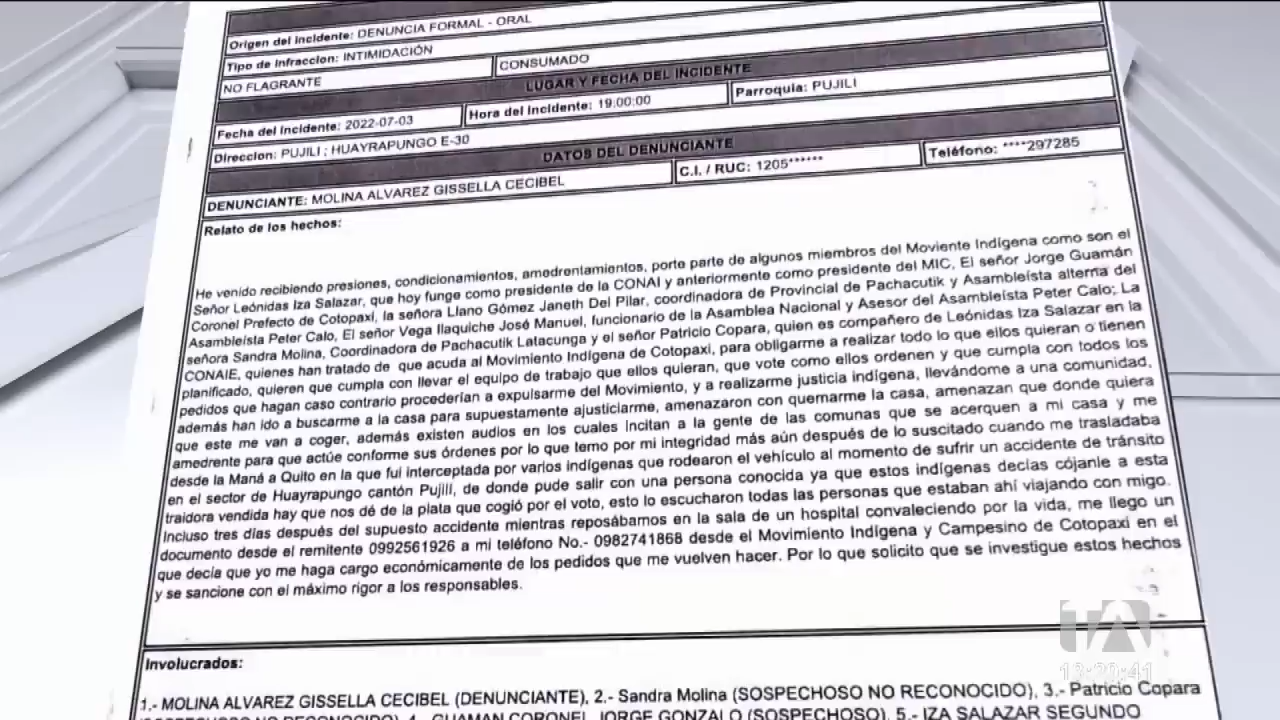 Origen del Incidente: DENUNCIA FORMAL - ORAL
Tipo de Infraccion: INTIMIDACIÓN
NO FLAGRANTE
CONSUMADO
LUGAR Y FECHA DEL INCIDENTE
Fecha del Incidente: 2022-07-03
Hora del Incidente: 19:00:00
Parroquia: PUJILI
Direccion: PUJILI ; HUAYRAPUNGO E-30
DATOS DEL DENUNCIANTE
DENUNCIANTE: MOLINA ALVAREZ GISSELLA CECIBEL
C.I. / RUC: 1205******
Teléfono: ****297285
Relato de los hechos:
He venido recibiendo presiones, condicionamientos, amedrentamientos, porte parte de algunos miembros del Moviente Indígena como son el
Señor Leónidas Iza Salazar, que hoy funge como presidente de la CONAI y anteriormente como presidente del MIC, El señor Jorge Guamán
Coronel Prefecto de Cotopaxi, la señora Llano Gómez Janeth Del Pilar, coordinadora de Provincial de Pachacutik y Asambleísta alterna del
Asambleísta Peter Calo, El señor Vega Ilaquiche José Manuel, funcionario de la Asamblea Nacional y Asesor del Asambleísta Peter Calo; La
señora Sandra Molina, Coordinadora de Pachacutik Latacunga y el señor Patricio Copara, quien es compañero de Leónidas Iza Salazar en la
CONAIE, quienes han tratado de que acuda al Movimiento Indígena de Cotopaxi, para obligarme a realizar todo lo que ellos quieran o tienen
planificado, quieren que cumpla con llevar el equipo de trabajo que ellos quieran, que vote como ellos ordenen y que cumpla con todos los
pedidos que hagan caso contrario procederían a expulsarme del Movimiento, y a realizarme justicia indígena, llevándome a una comunidad,
además han ido a buscarme a la casa para supuestamente ajusticiarme, amenazaron con quemarme la casa, amenazan que donde quiera
que este me van a coger, además existen audios en los cuales incitan a la gente de las comunas que se acerquen a mi casa y me
amedrente para que actúe conforme sus órdenes por lo que temo por mi integridad más aún después de lo suscitado cuando me trasladaba
desde la Maná a Quito en la que fui interceptada por varios indígenas que rodearon el vehículo al momento de sufrir un accidente de tránsito
en el sector de Huayrapungo cantón Pujilí, de donde pude salir con una persona conocida ya que estos indígenas decías cójanle a esta
traidora vendida hay que nos dé de la plata que cogió por el voto, esto lo escucharon todas las personas que estaban ahí viajando con migo.
Incluso tres días después del supuesto accidente mientras reposábamos en la sala de un hospital convaleciendo por la vida, me llego un
documento desde el remitente 0992561926 a mi teléfono No.- 0982741868 desde el Movimiento Indígena y Campesino de Cotopaxi en el
que decía que yo me haga cargo económicamente de los pedidos que me vuelven hacer. Por lo que solicito que se investigue estos hechos
y se sancione con el máximo rigor a los responsables.
Involucrados:
1.- MOLINA ALVAREZ GISSELLA CECIBEL (DENUNCIANTE), 2.- Sandra Molina (SOSPECHOSO NO RECONOCIDO), 3.- Patricio Copara
(SOSPECHOSO NO RECONOCIDO), 4.- GUAMAN CORONEL JORGE GONZALO (SOSPECHOSO), 5.- IZA SALAZAR SEGUNDO
TA
13:20:41